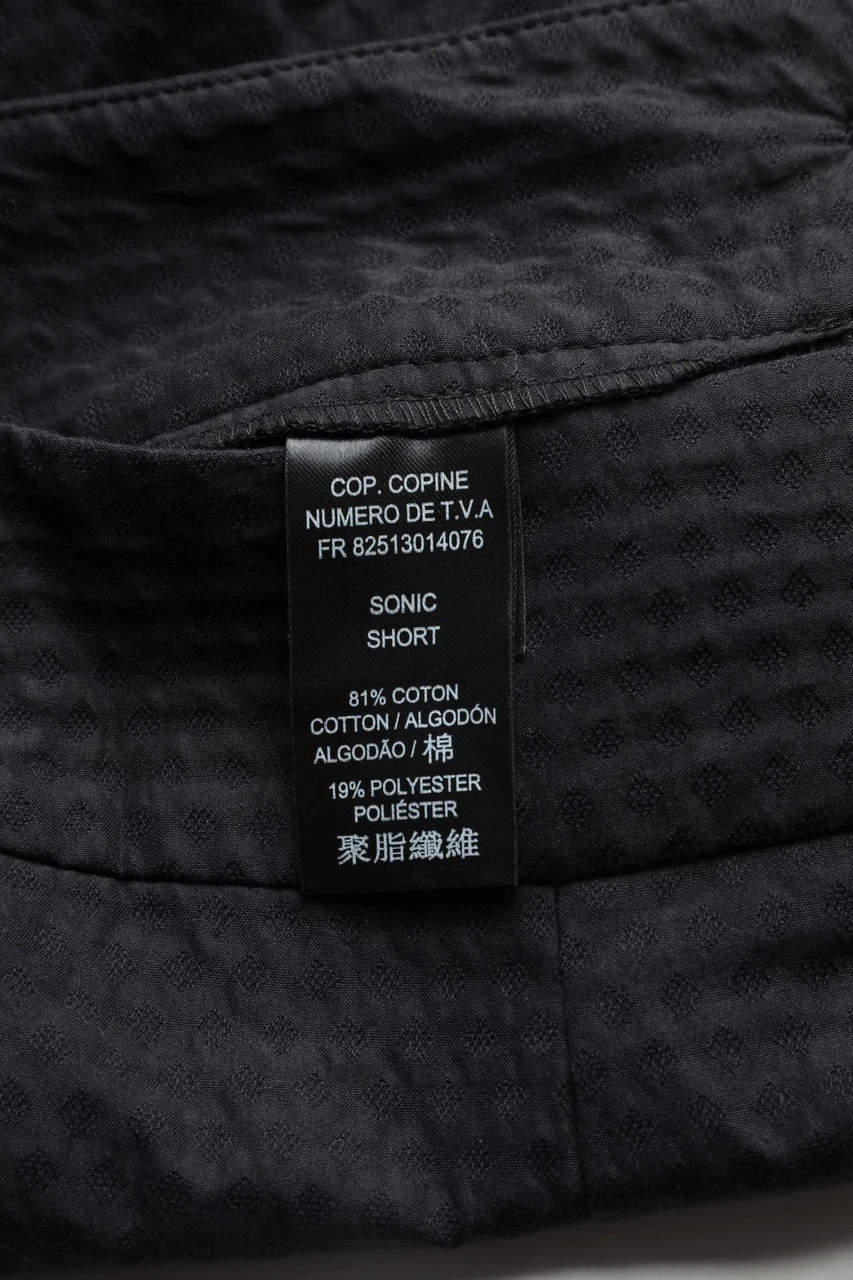 COP. COPINE
NUMERO DE T.V.A
FR 82513014076
SONIC
SHORT
81% COTON
COTTON / ALGODÓN
ALGODÃO / 棉
19% POLYESTER
POLIÉSTER
聚脂纖維